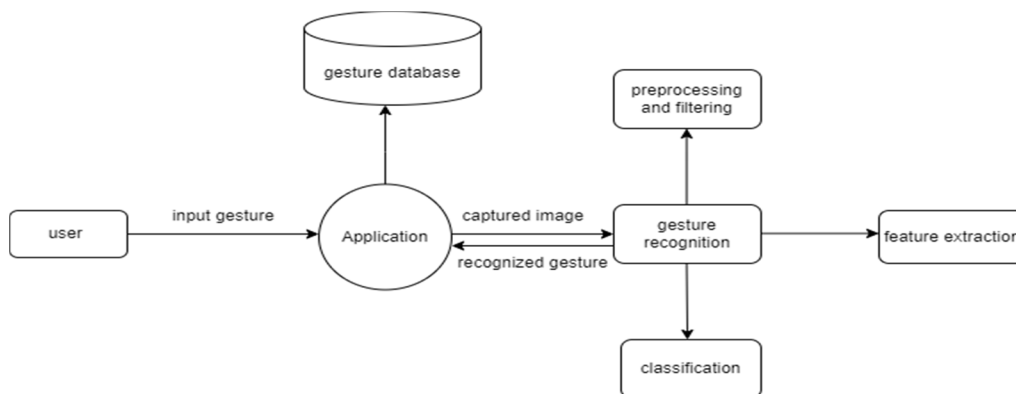 gesture database
preprocessing
and filtering
input gesture
captured image
user
Application
gesture
recognition
feature extraction
recognized gesture
classification